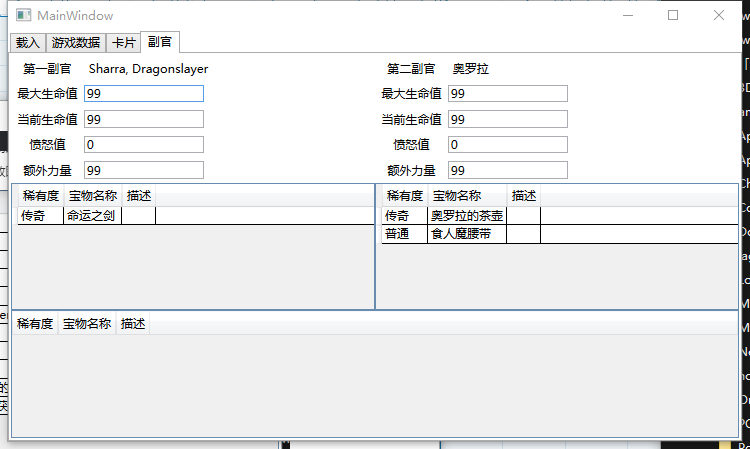 MainWindow
载入 游戏数据 卡片 副官
第一副官 Sharra, Dragonslayer 第二副官 奥罗拉
最大生命值 99 最大生命值 99
当前生命值 99 当前生命值 99
愤怒值 0 愤怒值 0
额外力量 99 额外力量 99
稀有度 宝物名称 描述 稀有度 宝物名称 描述
传奇 命运之剑 传奇 奥罗拉的茶壶
普通 食人魔腰带
稀有度 宝物名称 描述